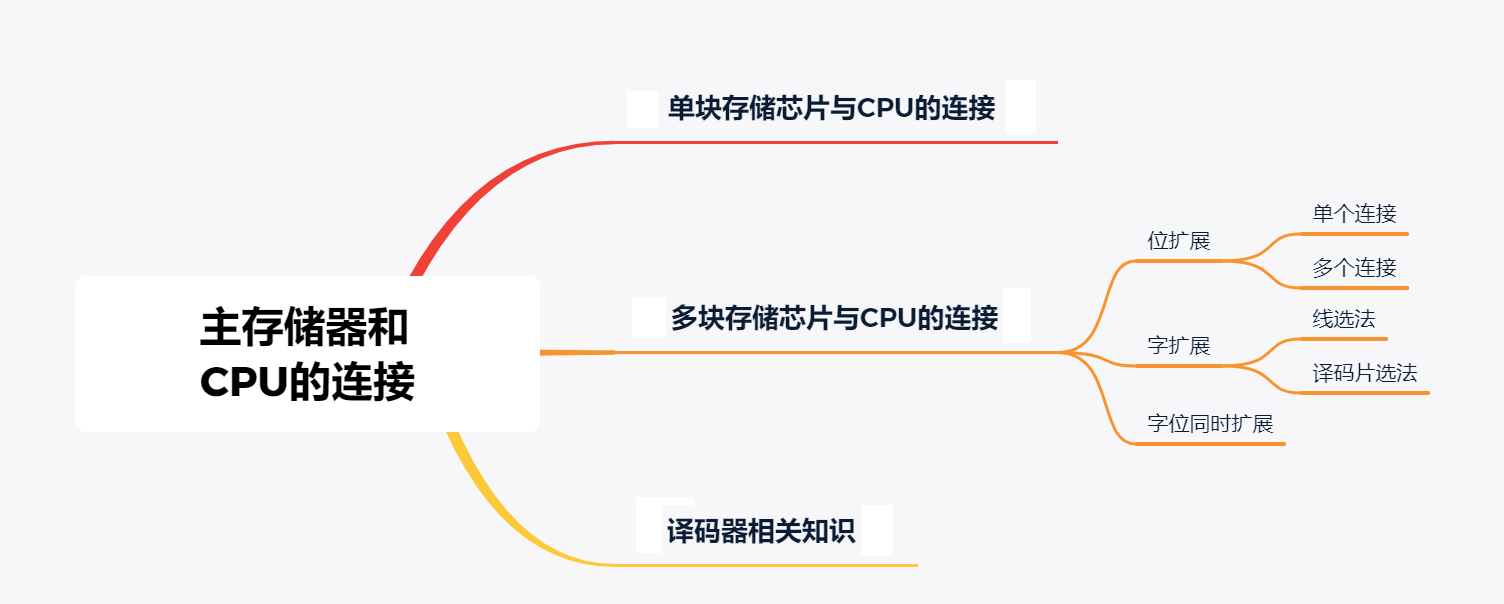 主存储器和
CPU的连接
单块存储芯片与CPU的连接
多块存储芯片与CPU的连接
位扩展
单个连接
多个连接
字扩展
线选法
译码片选法
字位同时扩展
译码器相关知识